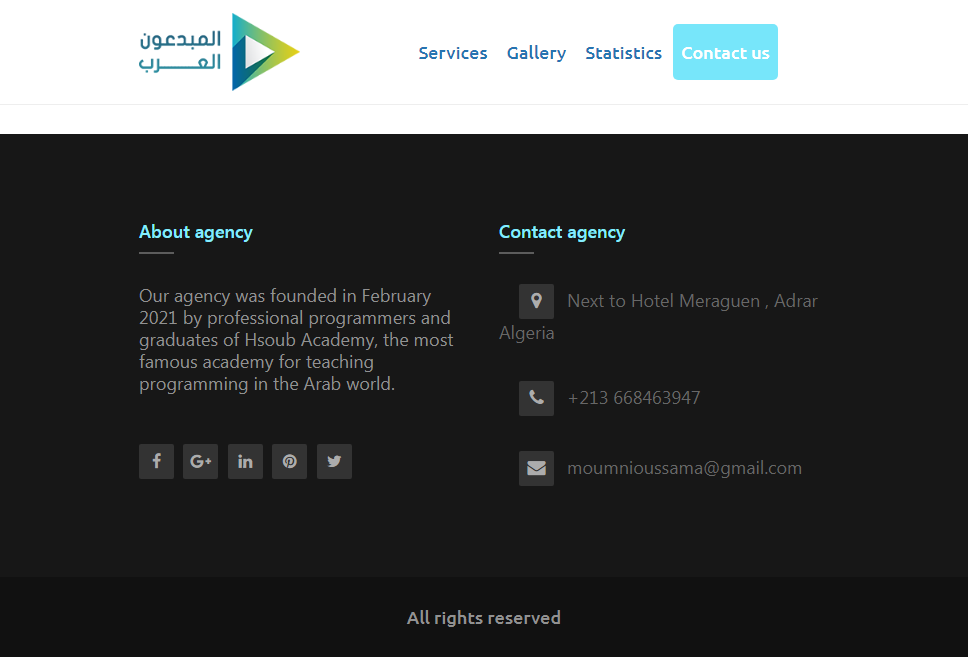 المبدعون
العرب
Services Gallery Statistics Contact us
About agency
Our agency was founded in February
2021 by professional programmers and
graduates of Hsoub Academy, the most
famous academy for teaching
programming in the Arab world.
Contact agency
Next to Hotel Meraguen , Adrar
Algeria
+213 668463947
moumnioussama@gmail.com
All rights reserved